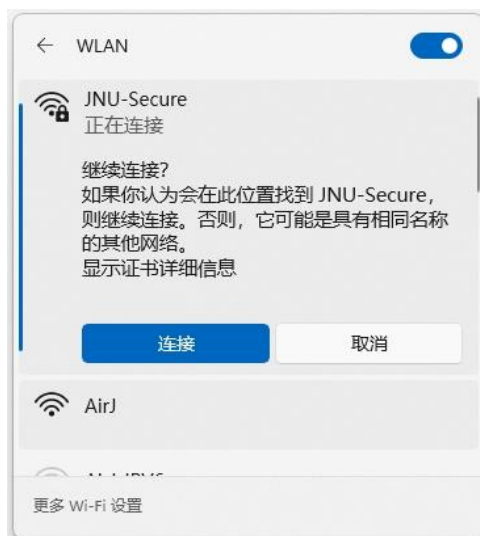 WLAN
JNU-Secure
正在连接
继续连接?
如果你认为会在此位置找到 JNU-Secure，
则继续连接。否则，它可能是具有相同名称
的其他网络。
显示证书详细信息
连接
取消
AirJ
更多 Wi-Fi 设置